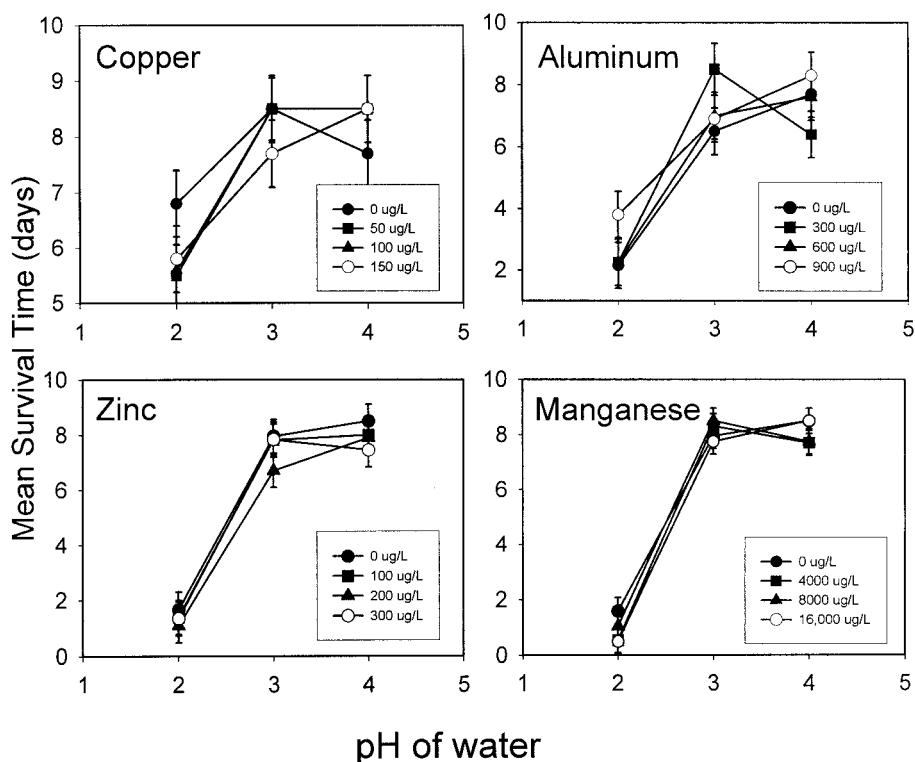 Mean Survival Time (days)
Copper
10
9
8
7
6
5
1 2 3 4 5
0 ug/L
50 ug/L
100 ug/L
150 ug/L
Aluminum
10
8
6
4
2
1 2 3 4 5
0 ug/L
300 ug/L
600 ug/L
900 ug/L
Zinc
10
8
6
4
2
0
1 2 3 4 5
0 ug/L
100 ug/L
200 ug/L
300 ug/L
Manganese
10
8
6
4
2
0
1 2 3 4 5
0 ug/L
4000 ug/L
8000 ug/L
16,000 ug/L
pH of water